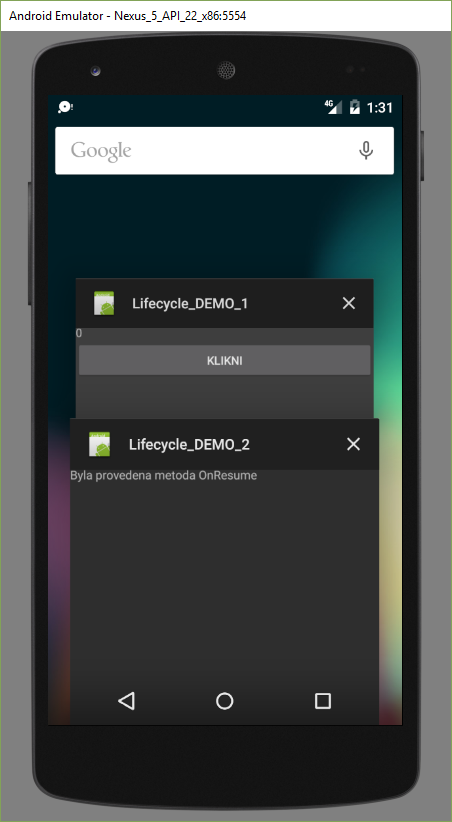 Android Emulator - Nexus_5_API_22_x86:5554
4G 1:31
Google
Lifecycle_DEMO_1
0
KLIKNI
Lifecycle_DEMO_2
Byla provedena metoda OnResume